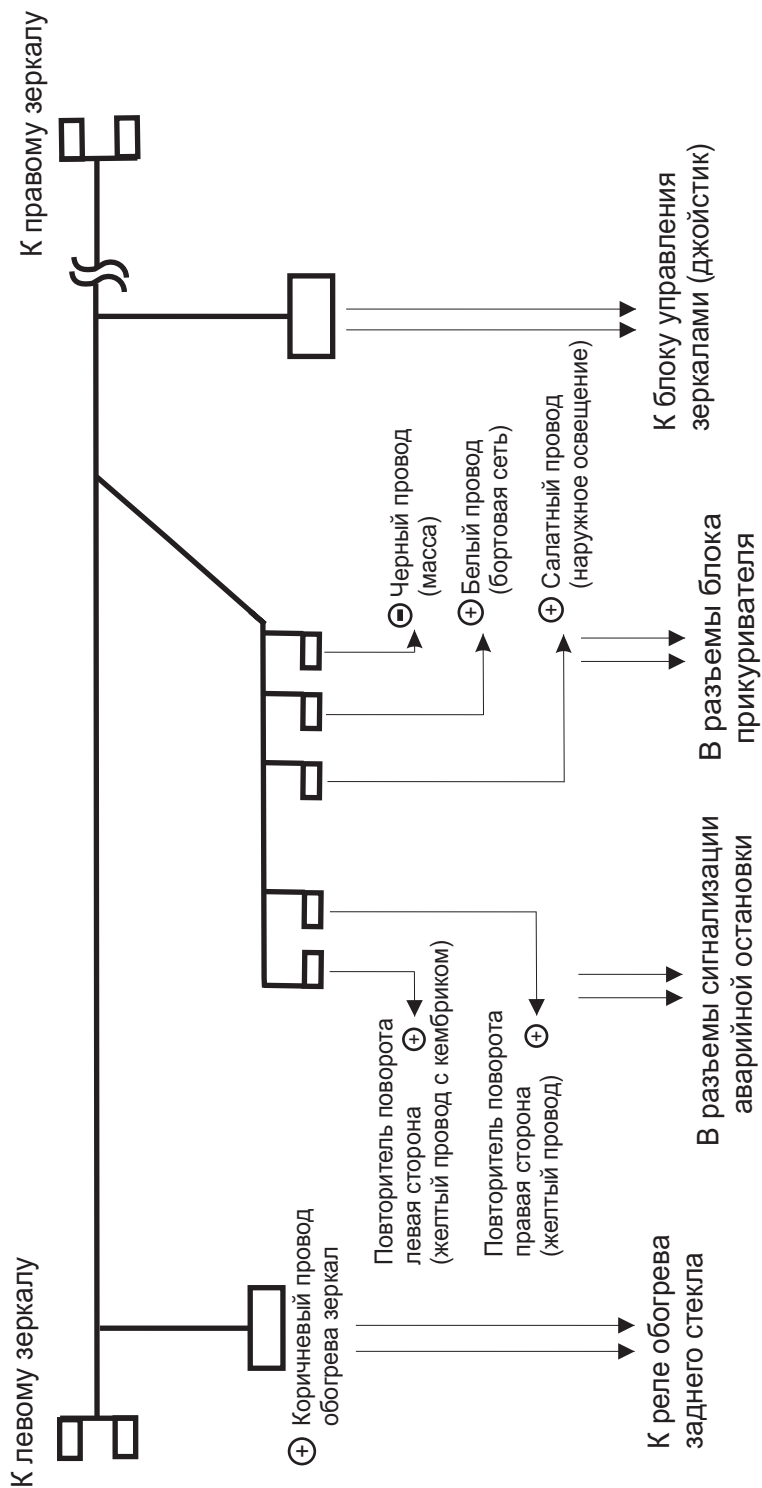 К левому зеркалу
К правому зеркалу
+ Коричневый провод
обогрева зеркал
Повторитель поворота
левая сторона +
(желтый провод с кембриком)
Повторитель поворота
правая сторона +
(желтый провод)
- Черный провод
(масса)
+ Белый провод
(бортовая сеть)
+ Салатный провод
(наружное освещение)
К реле обогрева
заднего стекла
В разъемы сигнализации
аварийной остановки
В разъемы блока
прикуривателя
К блоку управления
зеркалами (джойстик)